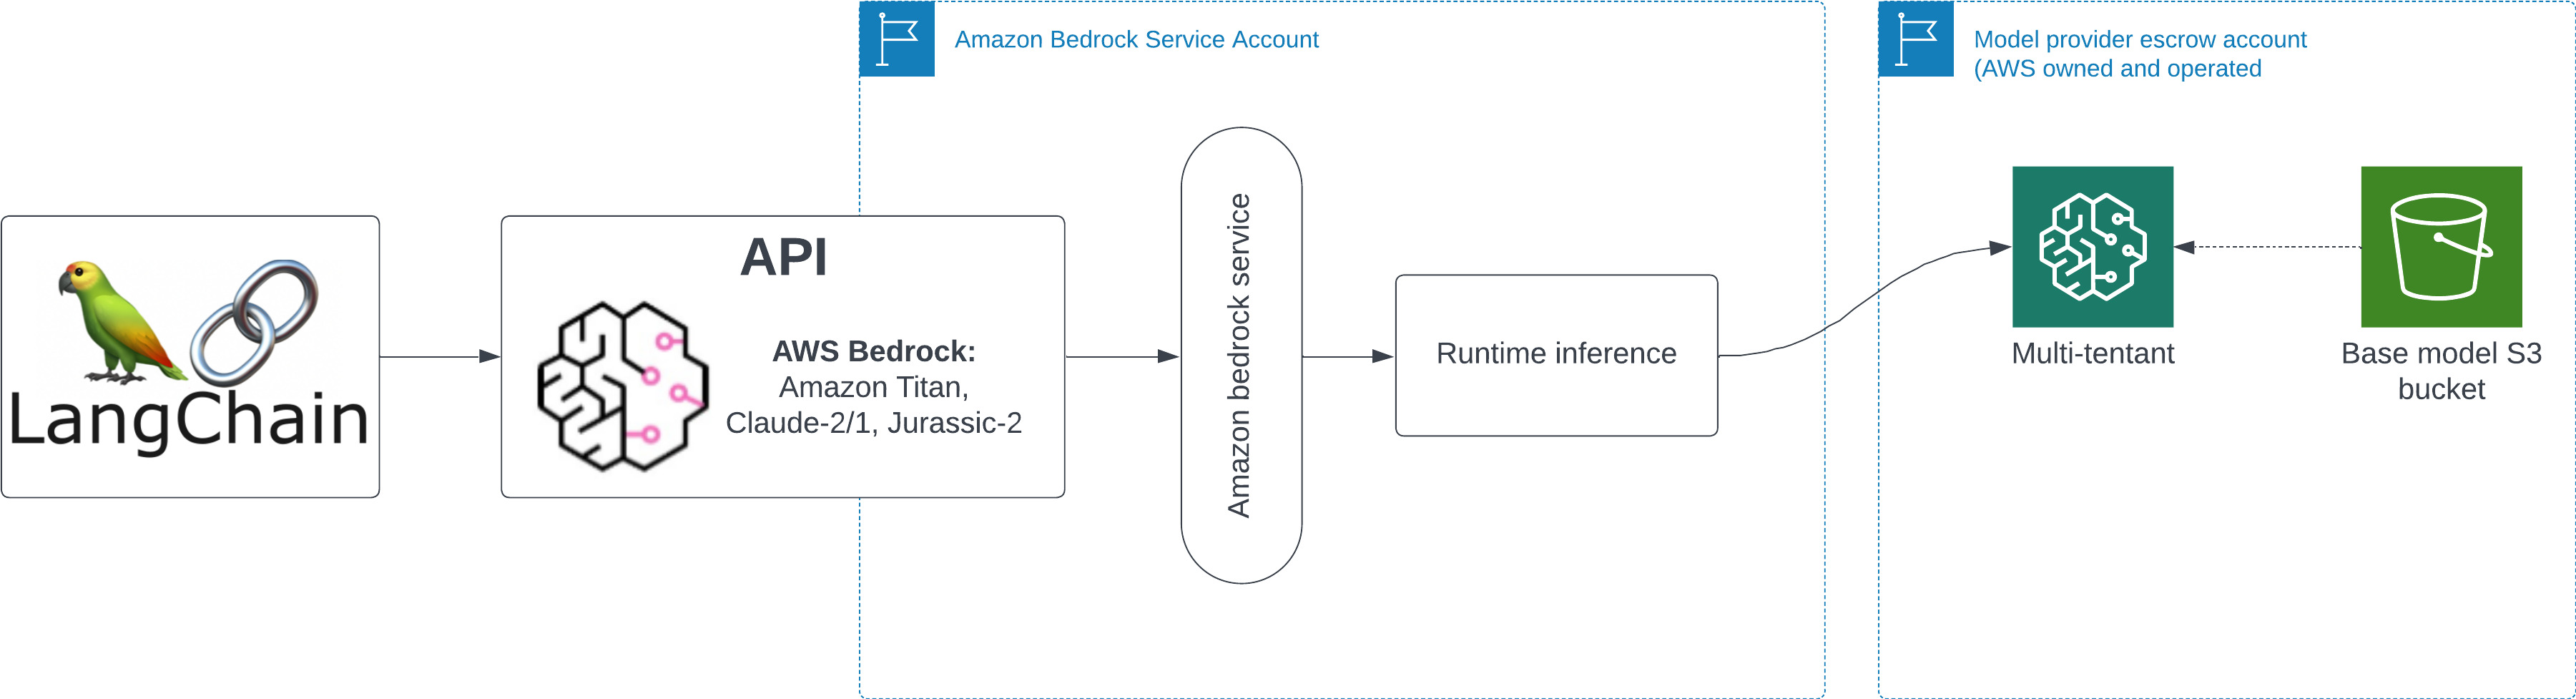 Amazon Bedrock Service Account
Model provider escrow account
(AWS owned and operated
LangChain
API
AWS Bedrock:
Amazon Titan,
Claude-2/1, Jurassic-2
Amazon bedrock service
Runtime inference
Multi-tentant
Base model S3
bucket